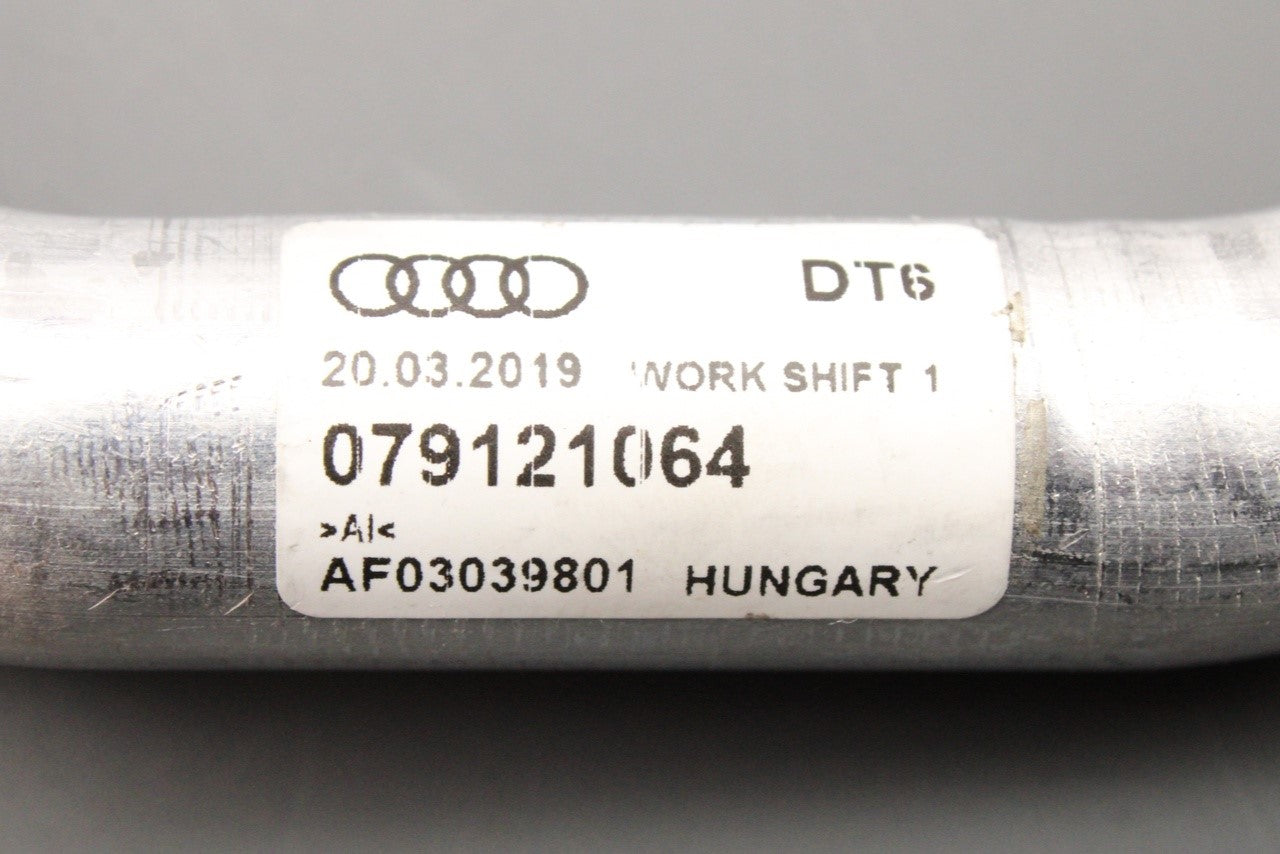 DT6
20.03.2019 WORK SHIFT 1
079121064
>Al<
AF03039801 HUNGARY